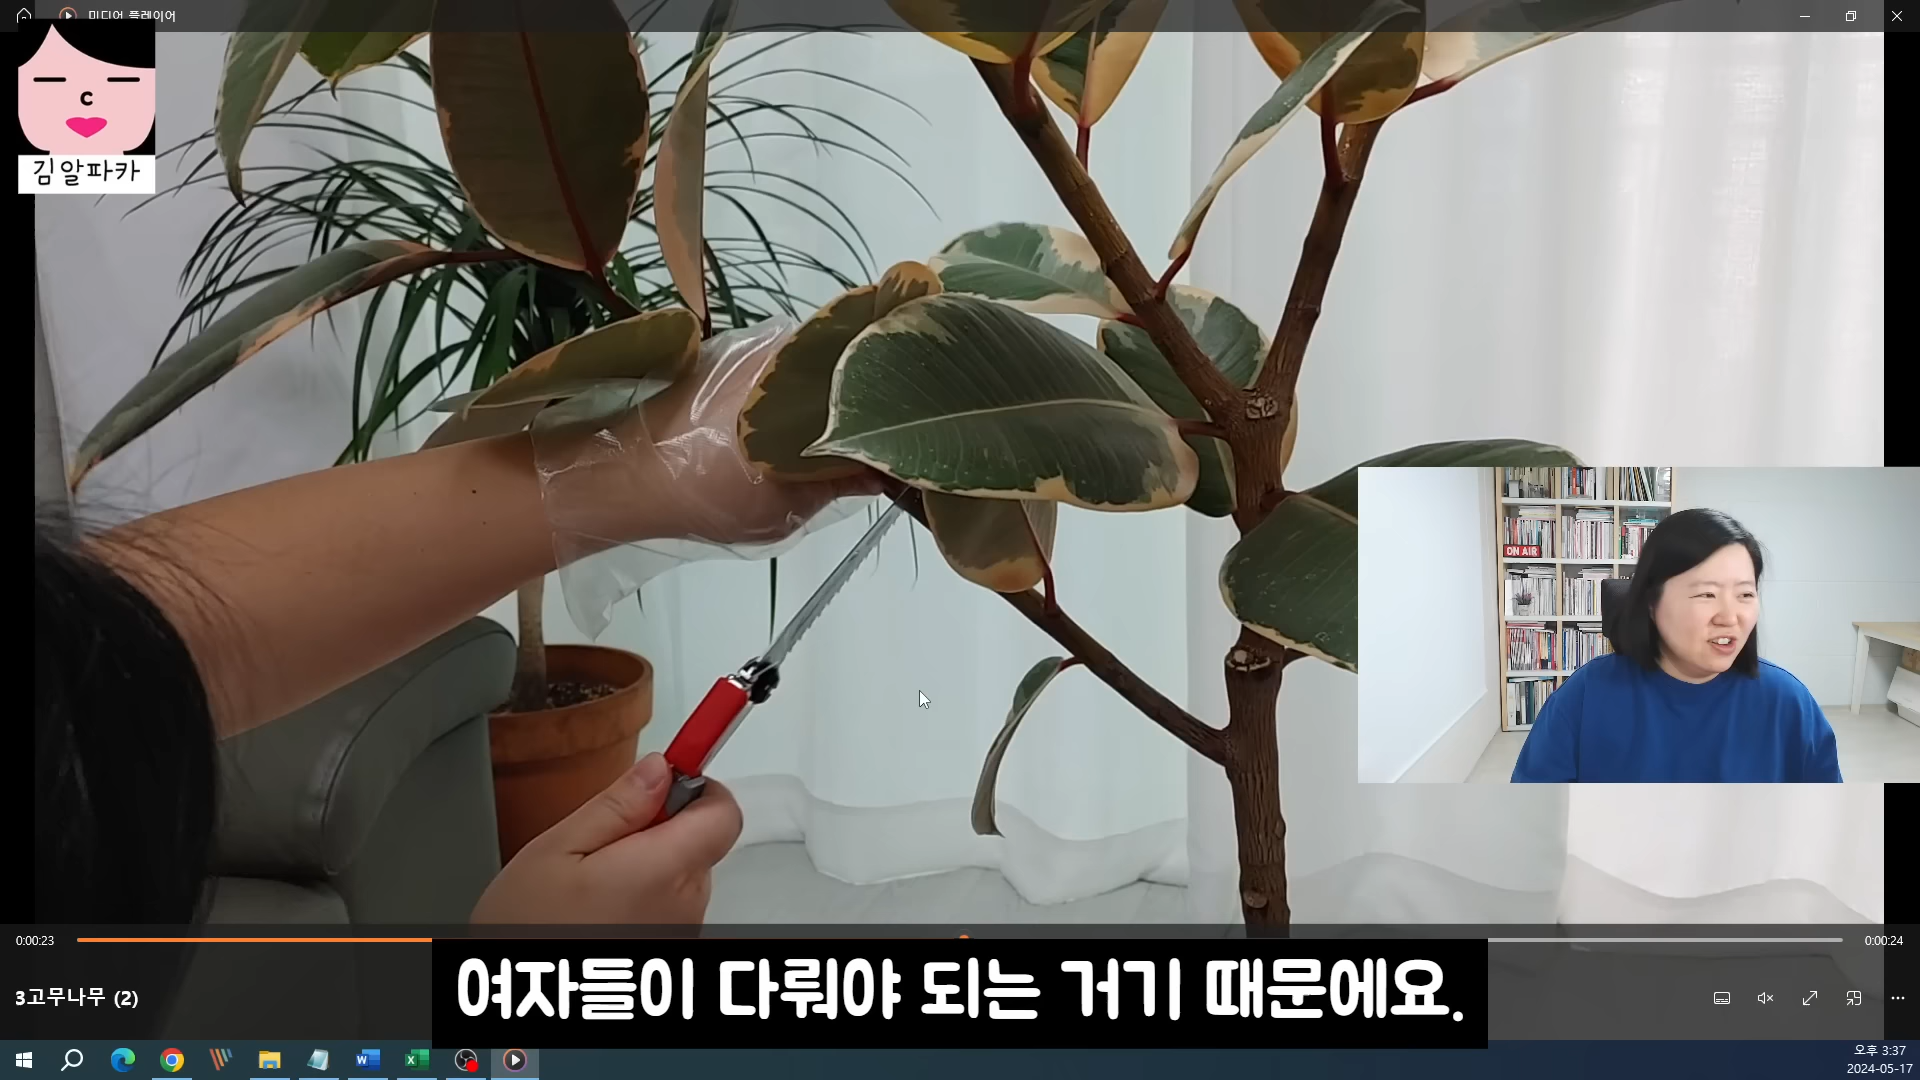 미디어 플레이어
김알파카
ON AIR
0:00:23
0:00:24
3고무나무 (2)
여자들이 다뤄야 되는 거기 때문에요.
오후 3:37
2024-05-17